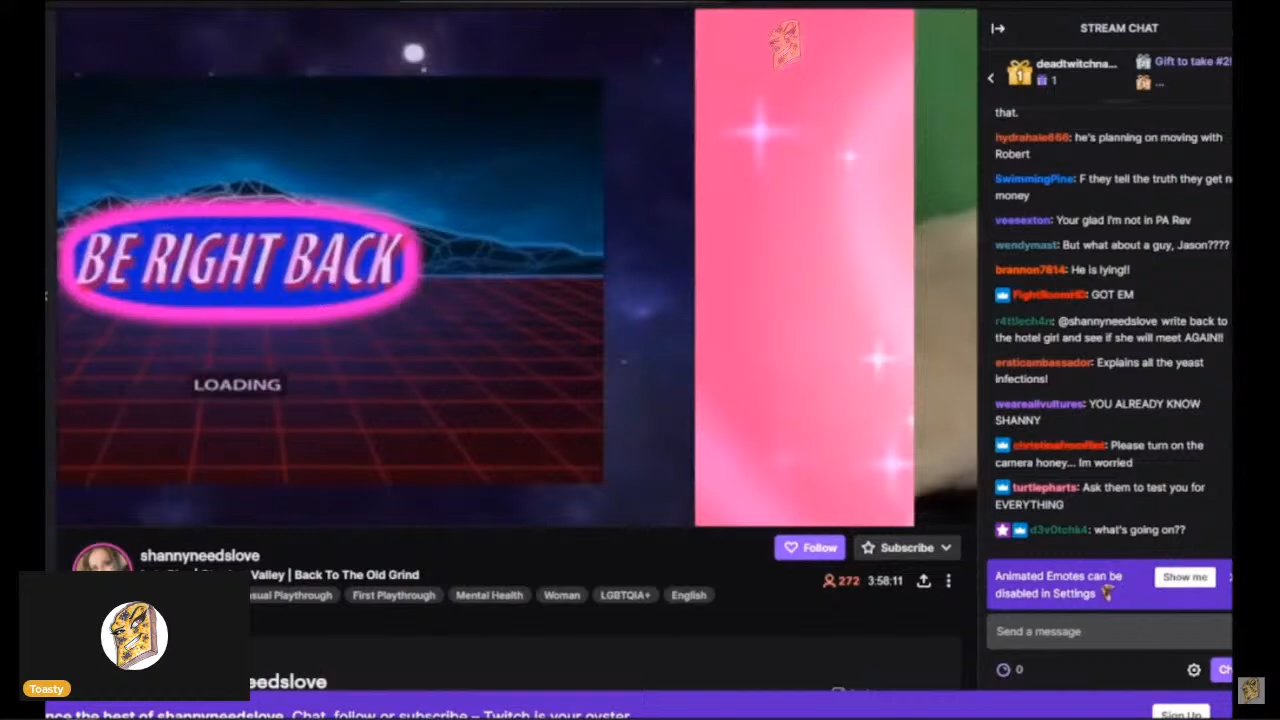 STREAM CHAT
deadtwitchna...
1
Gift to take #2!
...
that.
hydrahale666: he's planning on moving with
Robert
SwimmingPine: F they tell the truth they get n
money
veesexton: Your glad I'm not in PA Rev
wendymast: But what about a guy, Jason????
brannon7814: He is lying!!
GOT EM
r4ttlech4n: @shannyneedslove write back to
the hotel girl and see if she will meet AGAIN!!
eraticambassador: Explains all the yeast
infections!
weareallvultures: YOU ALREADY KNOW
SHANNY
Please turn on the
camera honey... Im worried
turtlepharts: Ask them to test you for
EVERYTHING
d3v0tchk4: what's going on??
Animated Emotes can be
disabled in Settings
Show me
Send a message
0
Ch
BE RIGHT BACK
LOADING
shannyneedslove
Follow
Subscribe
Valley | Back To The Old Grind
272
3:58:11
sual Playthrough
First Playthrough
Mental Health
Woman
LGBTQIA+
English
Toasty
eedslove
nce the best of shannyneedslove. Chat, follow or subscribe – Twitch is your oyster
Sign Up